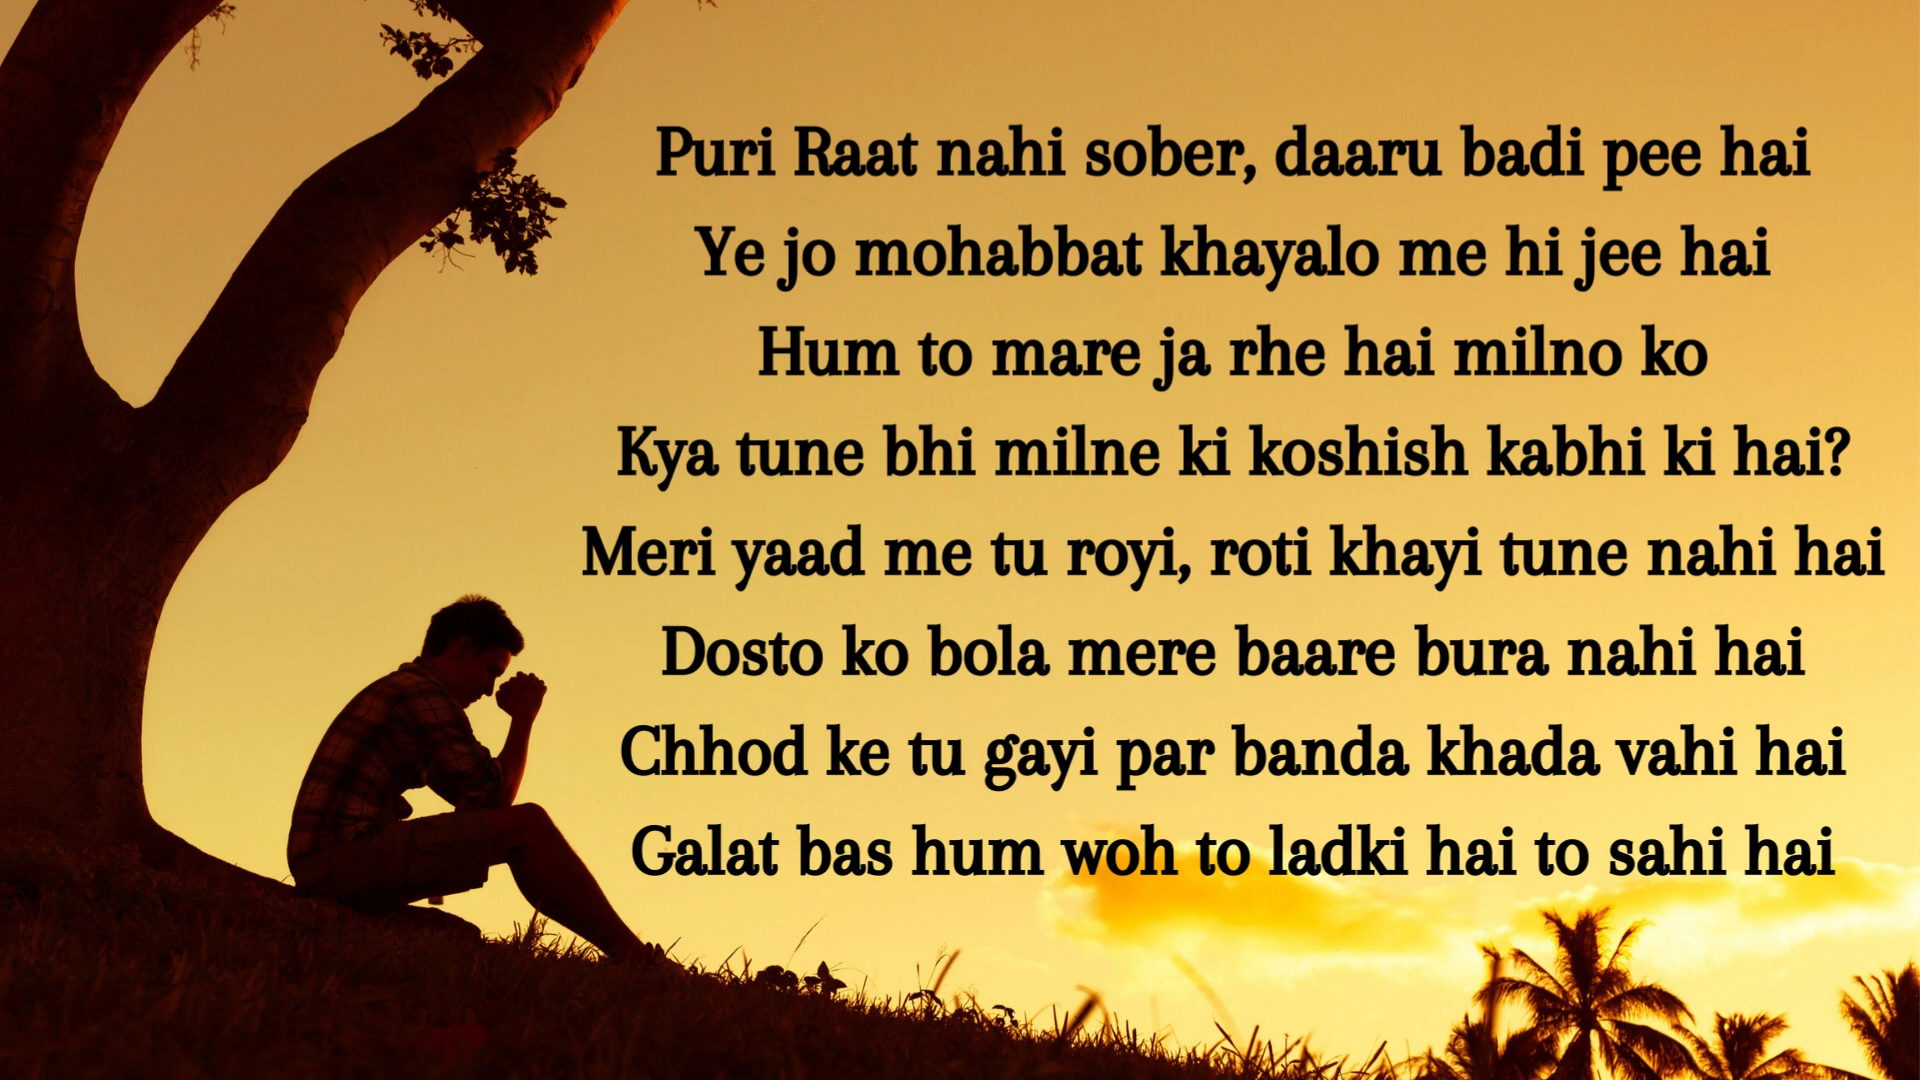 Puri Raat nahi sober, daaru badi pee hai
Ye jo mohabbat khayalo me hi jee hai
Hum to mare ja rhe hai milno ko
Kya tune bhi milne ki koshish kabhi ki hai?
Meri yaad me tu royi, roti khayi tune nahi hai
Dosto ko bola mere baare bura nahi hai
Chhod ke tu gayi par banda khada vahi hai
Galat bas hum woh to ladki hai to sahi hai